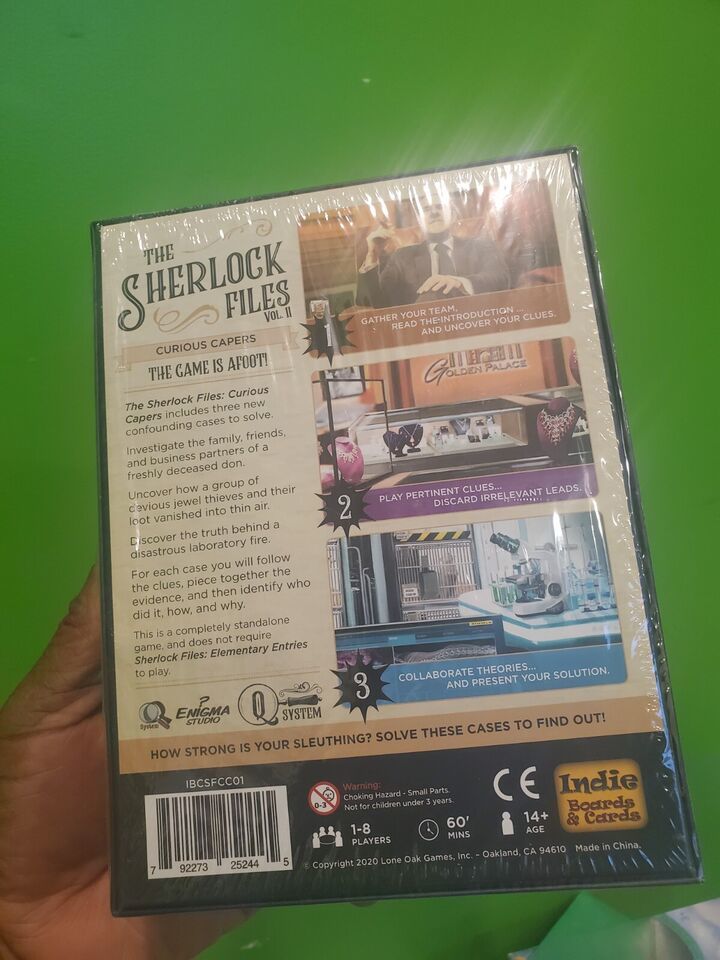 THE
SHERLOCK
FILES
VOL. II
CURIOUS CAPERS
THE GAME IS AFOOT!
The Sherlock Files: Curious
Capers includes three new
confounding cases to solve.
Investigate the family, friends,
and business partners of a
freshly deceased don.
Uncover how a group of
devious jewel thieves and their
loot vanished into thin air.
Discover the truth behind a
disastrous laboratory fire.
For each case you will follow
the clues, piece together the
evidence, and then identify who
did it, how, and why.
This is a completely standalone
game, and does not require
Sherlock Files: Elementary Entries
to play.
Q
System
ENIGMA
STUDIO
Q
SYSTEM
1
GATHER YOUR TEAM,
READ THE INTRODUCTION...
AND UNCOVER YOUR CLUES.
GOLDEN PALACE
2
PLAY PERTINENT CLUES...
DISCARD IRRELEVANT LEADS.
3
COLLABORATE THEORIES...
AND PRESENT YOUR SOLUTION.
HOW STRONG IS YOUR SLEUTHING? SOLVE THESE CASES TO FIND OUT!
IBCSFCC01
7 92273 25244 5
0-3
Warning:
Choking Hazard - Small Parts.
Not for children under 3 years.
CE
Indie
Boards
& Cards
1-8
PLAYERS
60'
MINS
14+
AGE
© Copyright 2020 Lone Oak Games, Inc. - Oakland, CA 94610 Made in China.